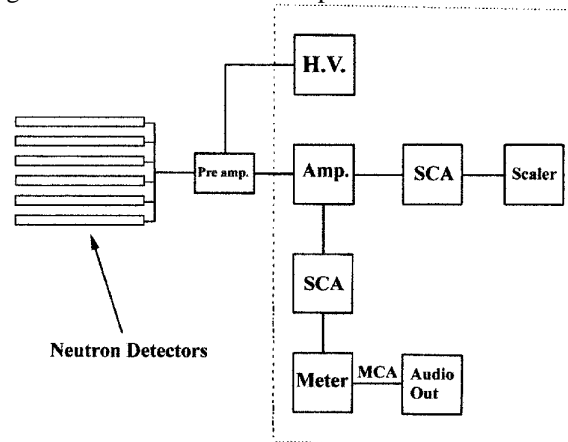 H.V.
Pre amp.
Amp.
SCA
Scaler
SCA
Neutron Detectors
Meter
MCA
Audio
Out